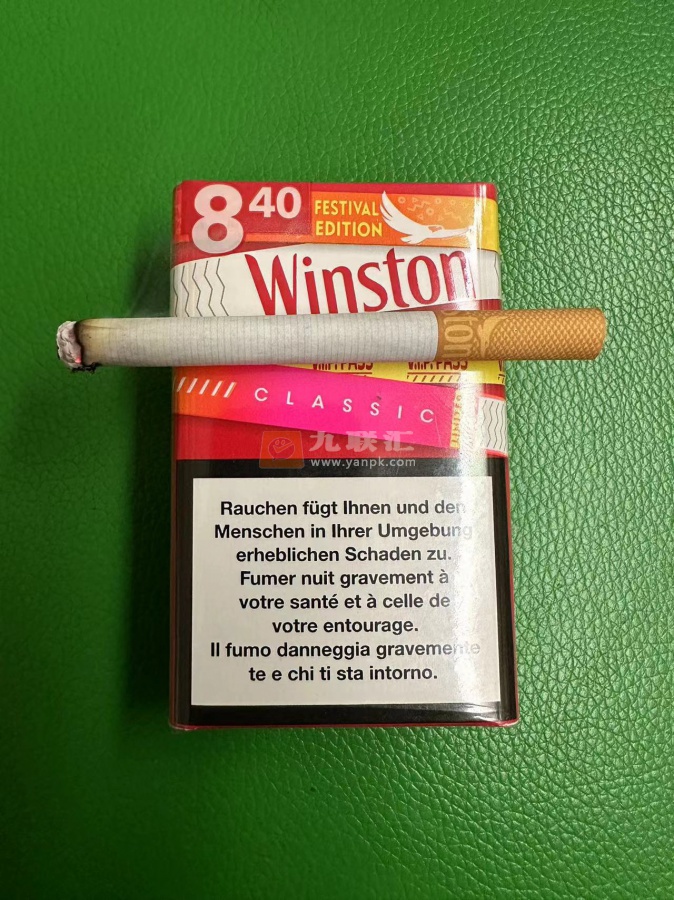 8 40
FESTIVAL
EDITION
Winston
CLASSIC
九联汇
www.yanpk.com
Rauchen fügt Ihnen und den
Menschen in Ihrer Umgebung
erheblichen Schaden zu.
Fumer nuit gravement à
votre santé et à celle de
votre entourage.
Il fumo danneggia gravemente
te e chi ti sta intorno.